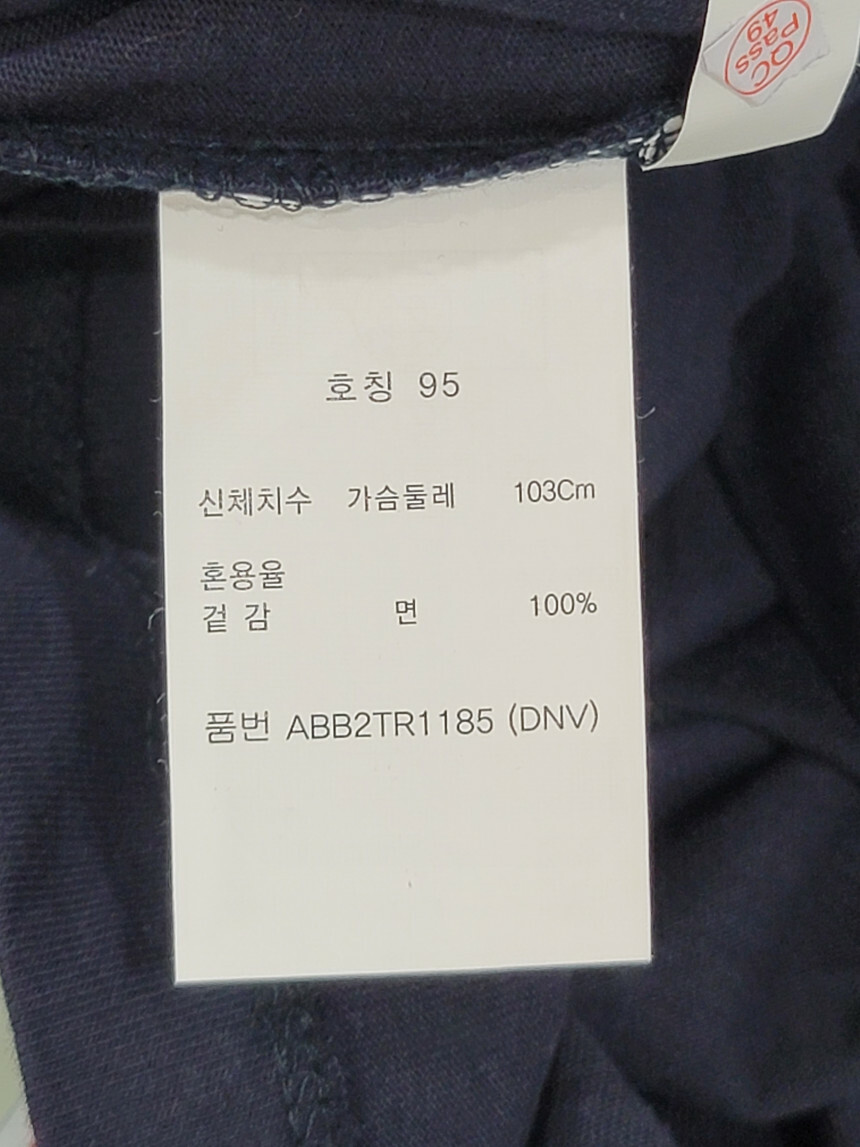 QC
Pass
49
호칭 95
신체치수 가슴둘레 103Cm
혼용율
겉 감 면 100%
품번 ABB2TR1185 (DNV)